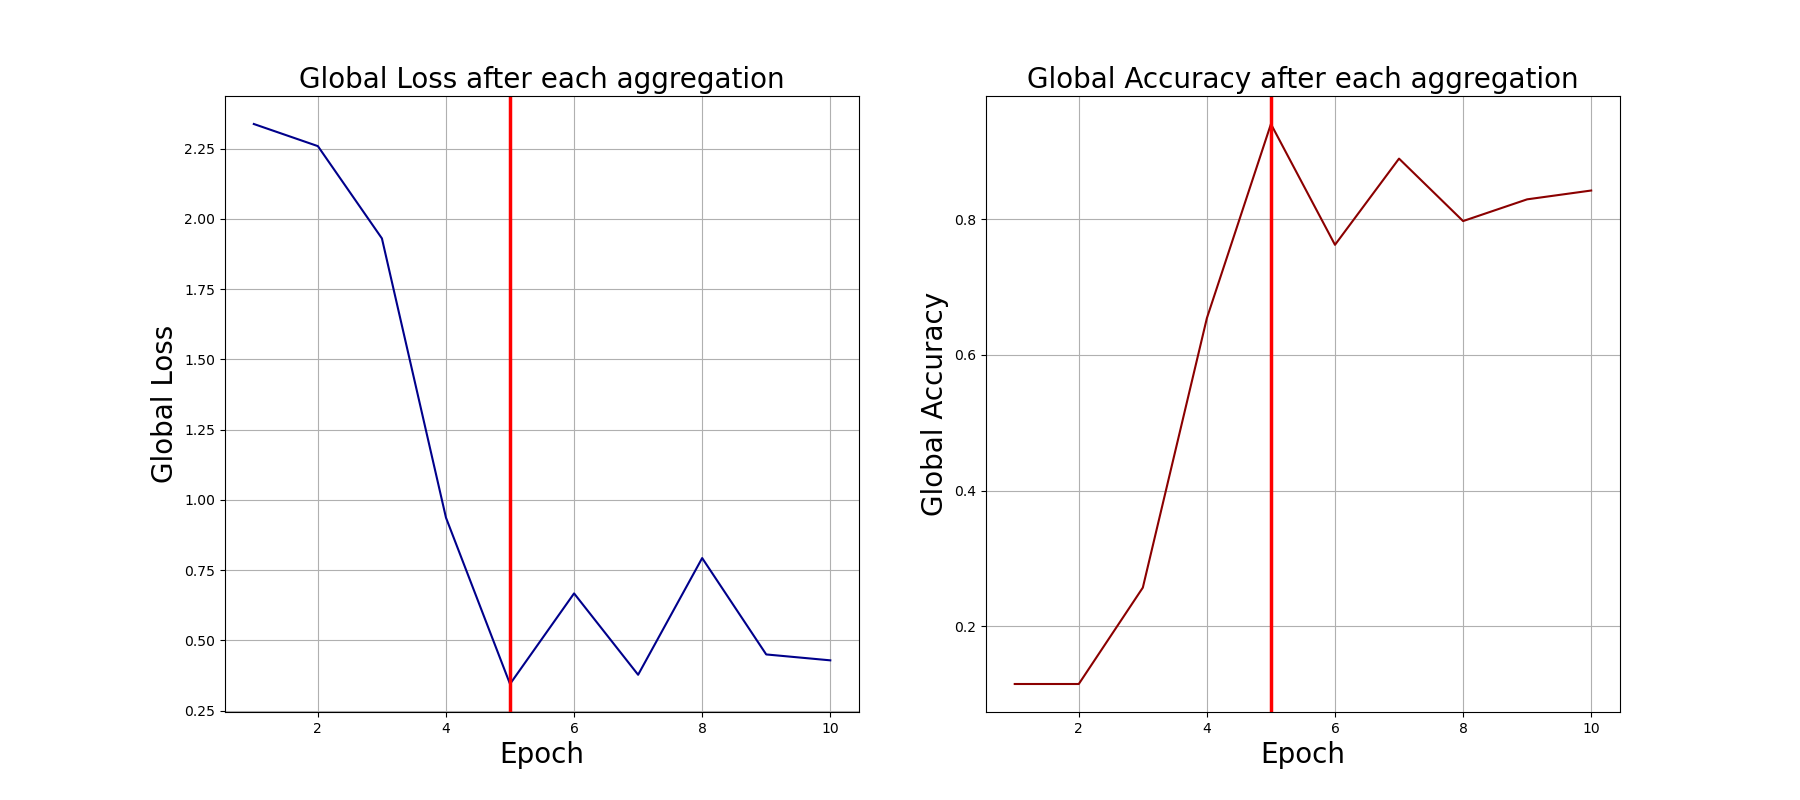 Global Loss after each aggregation
Global Loss
2.25
2.00
1.75
1.50
1.25
1.00
0.75
0.50
0.25
2 4 6 8 10
Epoch
Global Accuracy after each aggregation
Global Accuracy
0.8
0.6
0.4
0.2
2 4 6 8 10
Epoch